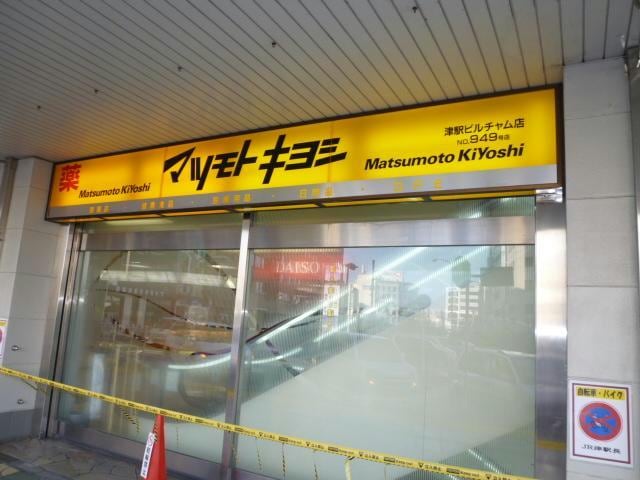 薬
Matsumoto KiYoshi
マツモトキヨシ
津駅ビルチャム店
NO.949号店
Matsumoto KiYoshi
DAISO
自転車・バイク
JR津駅長